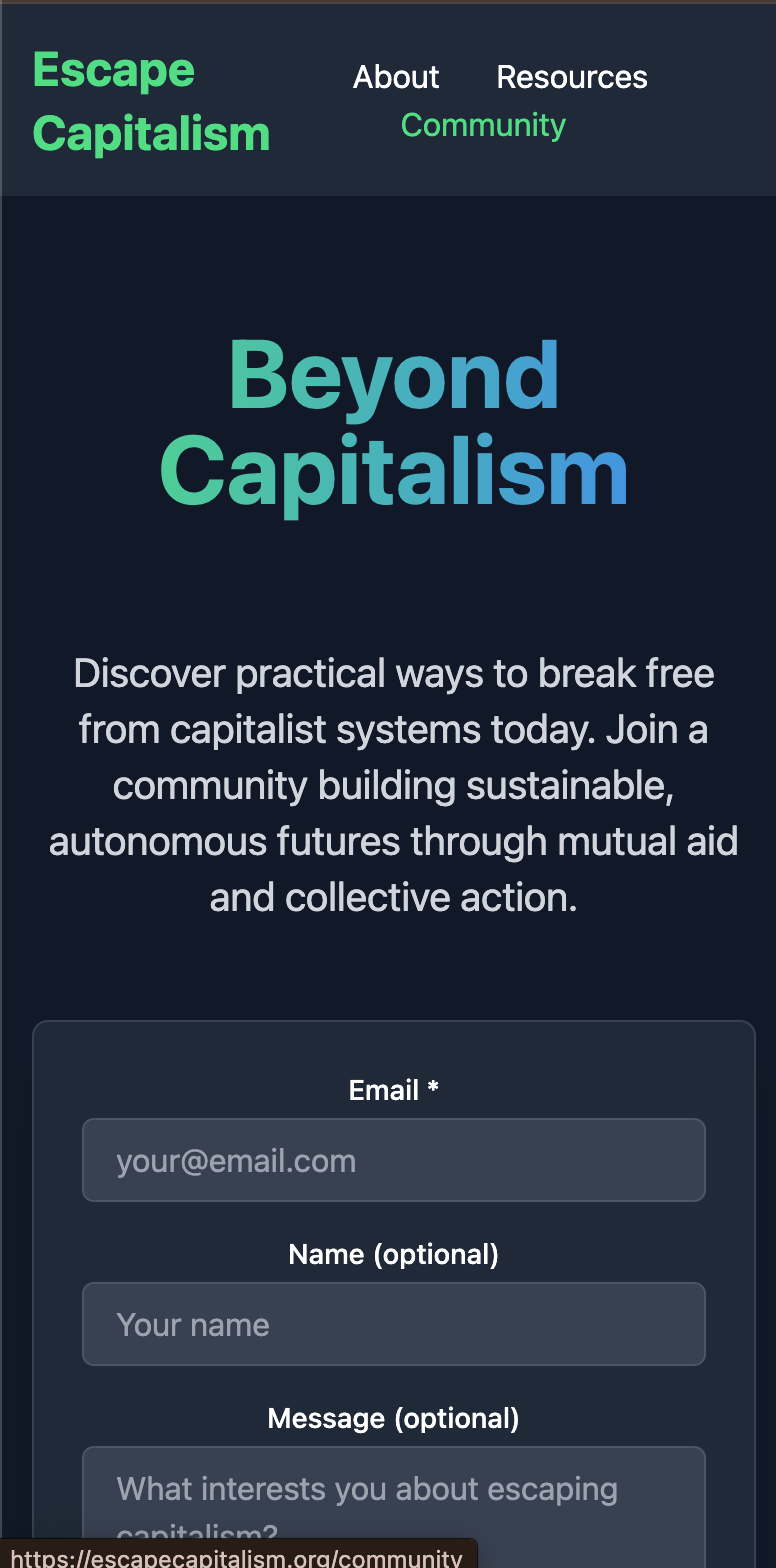 Escape
Capitalism
About Resources
Community
Beyond
Capitalism
Discover practical ways to break free
from capitalist systems today. Join a
community building sustainable,
autonomous futures through mutual aid
and collective action.
Email *
your@email.com
Name (optional)
Your name
Message (optional)
What interests you about escaping
capitalism?
https://escapecapitalism.org/community